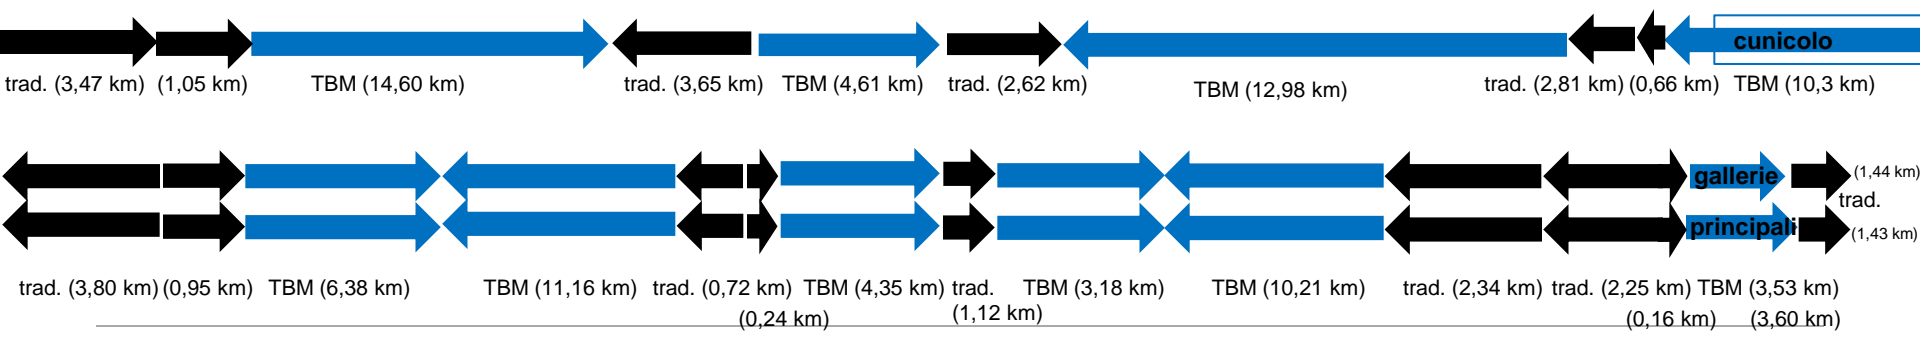 cunicolo
trad. (3,47 km) (1,05 km) TBM (14,60 km) trad. (3,65 km) TBM (4,61 km) trad. (2,62 km) TBM (12,98 km) trad. (2,81 km) (0,66 km) TBM (10,3 km)
gallerie (1,44 km)
trad.
principali (1,43 km)
trad. (3,80 km) (0,95 km) TBM (6,38 km) TBM (11,16 km) trad. (0,72 km) TBM (4,35 km) trad. TBM (3,18 km) TBM (10,21 km) trad. (2,34 km) trad. (2,25 km) TBM (3,53 km)
(0,24 km) (1,12 km) (0,16 km) (3,60 km)